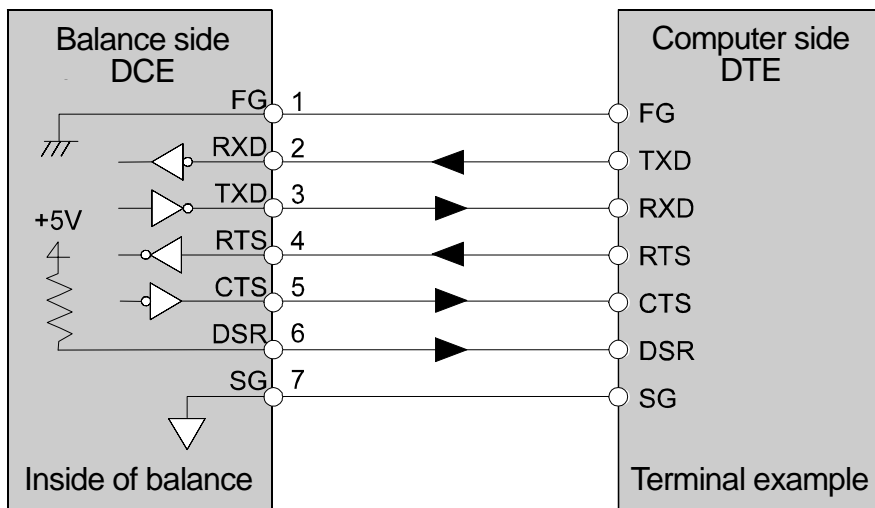 Balance side
DCE
Computer side
DTE
FG 1 FG
RXD 2 TXD
TXD 3 RXD
+5V
RTS 4 RTS
CTS 5 CTS
DSR 6 DSR
SG 7 SG
Inside of balance
Terminal example